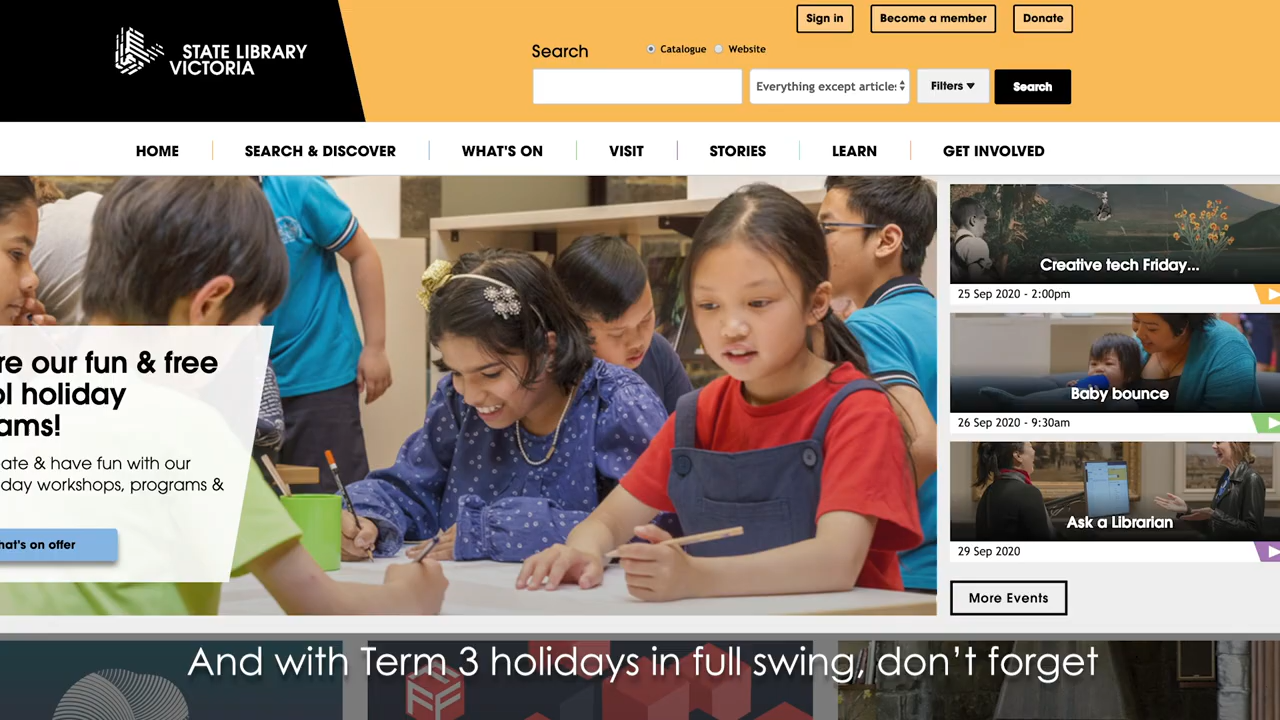 Sign in
Become a member
Donate
STATE LIBRARY
VICTORIA
Search
Catalogue
Website
Everything except article
Filters
Search
HOME
SEARCH & DISCOVER
WHAT'S ON
VISIT
STORIES
LEARN
GET INVOLVED
re our fun & free
ol holiday
ams!
ate & have fun with our
day workshops, programs &
hat's on offer
Creative tech Friday...
25 Sep 2020 - 2:00pm
Baby bounce
26 Sep 2020 - 9:30am
Ask a Librarian
29 Sep 2020
More Events
And with Term 3 holidays in full swing, don't forget